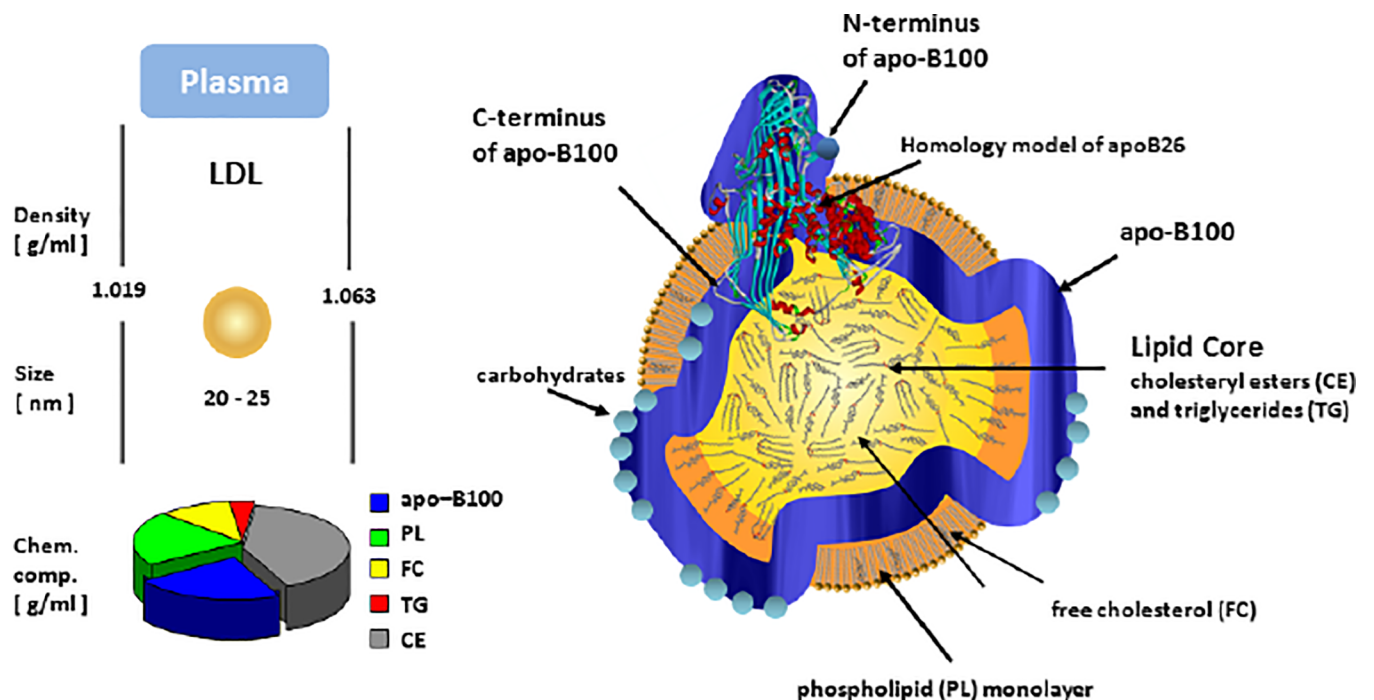 Plasma
LDL
Density
[ g/ml ]
1.019
1.063
Size
[ nm ]
20 - 25
Chem.
comp.
[ g/ml ]
apo–B100
PL
FC
TG
CE
N-terminus
of apo-B100
C-terminus
of apo-B100
Homology model of apoB26
apo-B100
Lipid Core
cholesteryl esters (CE)
and triglycerides (TG)
carbohydrates
free cholesterol (FC)
phospholipid (PL) monolayer